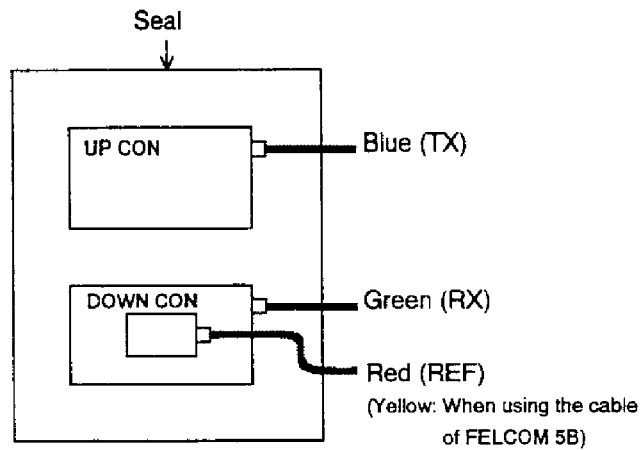 Seal
UP CON
Blue (TX)
DOWN CON
Green (RX)
Red (REF)
(Yellow: When using the cable
of FELCOM 5B)